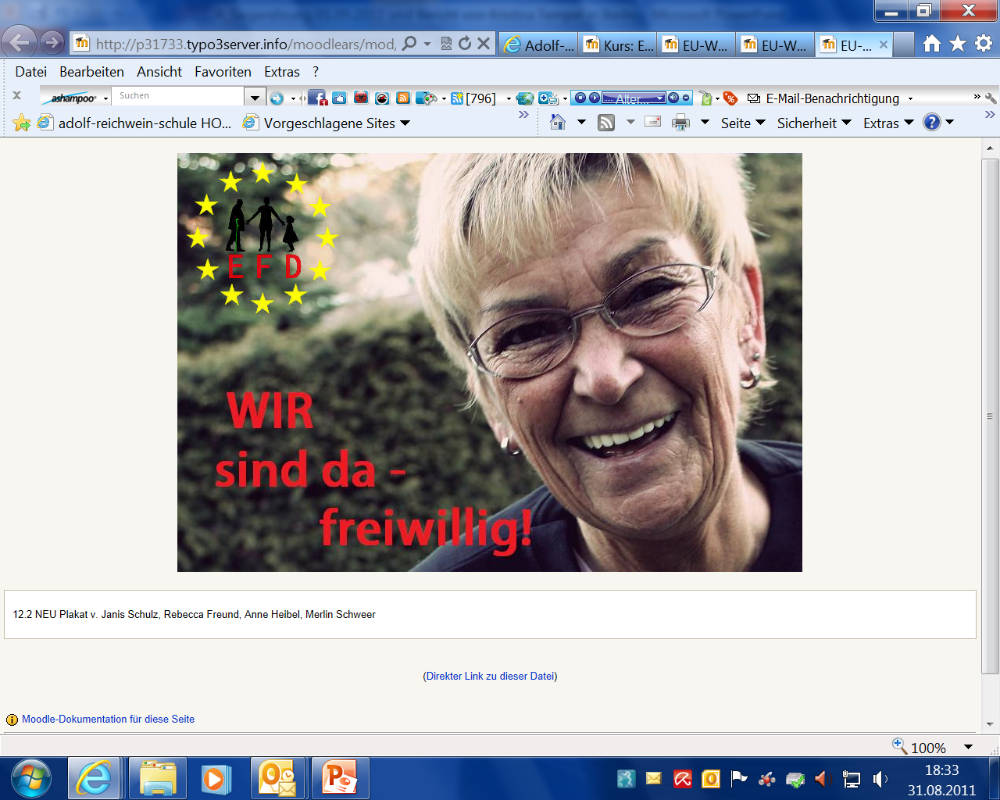 http://p31733.typo3server.info/moodlears/mod/
Adolf-...
Kurs: E...
EU-W...
EU-W...
EU-...
Datei Bearbeiten Ansicht Favoriten Extras ?
ashampoo
Suchen
1
[796]
Alter...
E-Mail-Benachrichtigung
adolf-reichwein-schule HO...
Vorgeschlagene Sites
Seite
Sicherheit
Extras
E F D
WIR
sind da -
freiwillig!
12.2 NEU Plakat v. Janis Schulz, Rebecca Freund, Anne Heibel, Merlin Schweer
(Direkter Link zu dieser Datei)
Moodle-Dokumentation für diese Seite
100%
18:33
31.08.2011